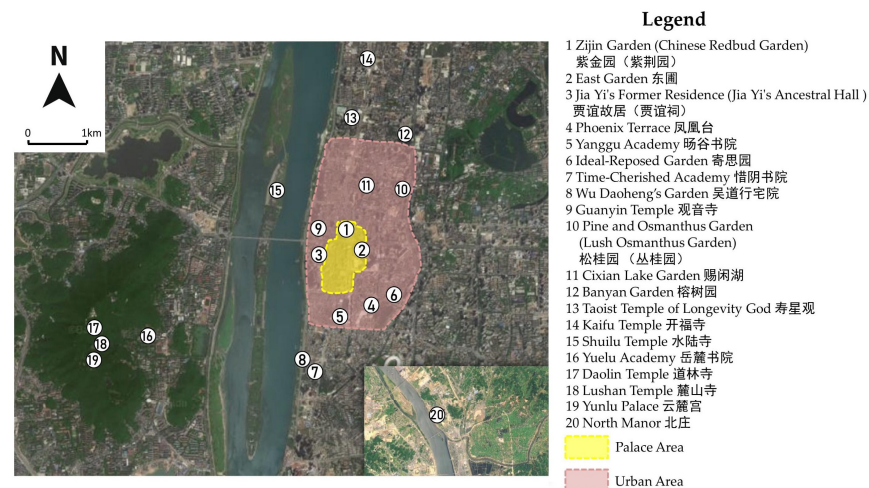 N
0 1km
14
13
12
11
10
15
9
1
2
3
6
4
5
17
16
18
19
8
7
20
Legend
1 Zijin Garden (Chinese Redbud Garden)
紫金园（紫荆园）
2 East Garden 东圃
3 Jia Yi's Former Residence (Jia Yi's Ancestral Hall )
贾谊故居（贾谊祠）
4 Phoenix Terrace 凤凰台
5 Yanggu Academy 旸谷书院
6 Ideal-Reposed Garden 寄思园
7 Time-Cherished Academy 惜阴书院
8 Wu Daoheng’s Garden 吴道行宅院
9 Guanyin Temple 观音寺
10 Pine and Osmanthus Garden
(Lush Osmanthus Garden)
松桂园 （丛桂园）
11 Cixian Lake Garden 赐闲湖
12 Banyan Garden 榕树园
13 Taoist Temple of Longevity God 寿星观
14 Kaifu Temple 开福寺
15 Shuilu Temple 水陆寺
16 Yuelu Academy 岳麓书院
17 Daolin Temple 道林寺
18 Lushan Temple 麓山寺
19 Yunlu Palace 云麓宫
20 North Manor 北庄
Palace Area
Urban Area